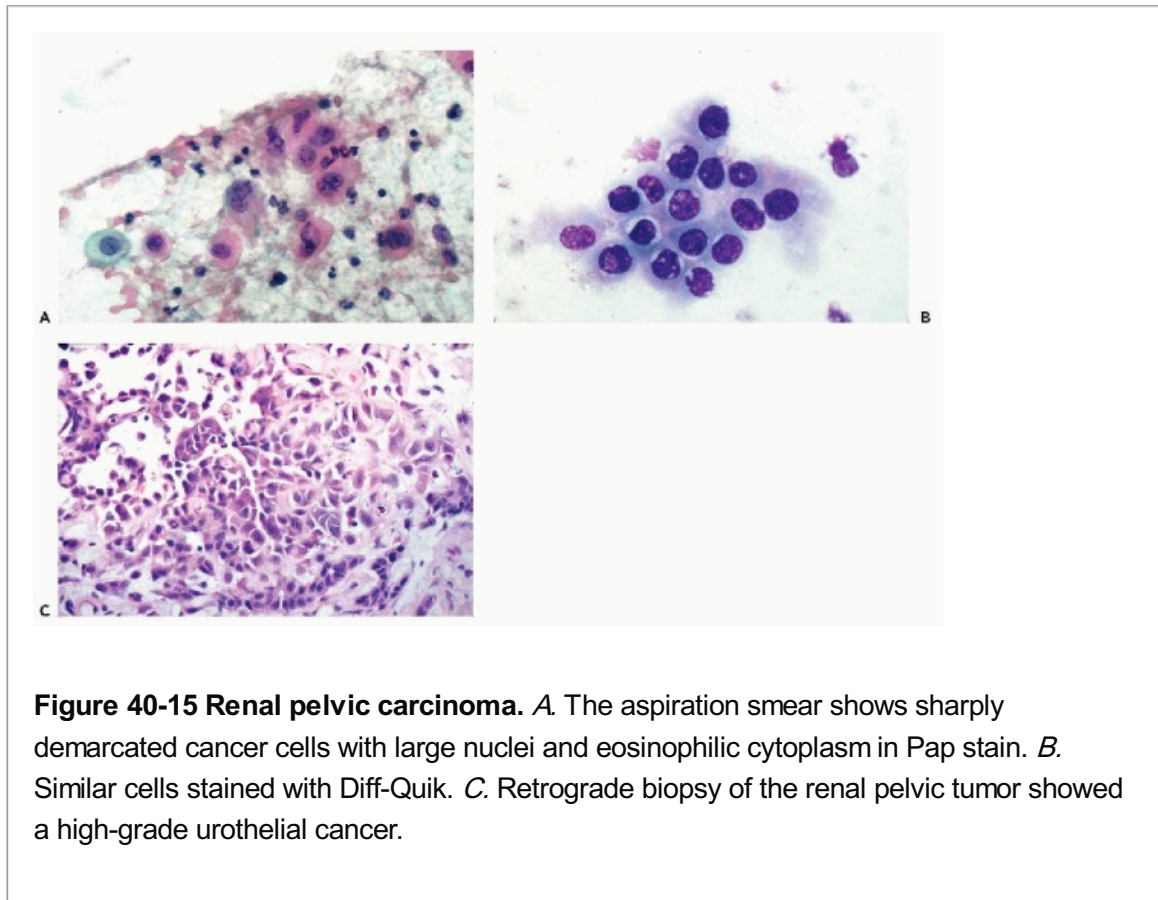 A
B
C
Figure 40-15 Renal pelvic carcinoma. A. The aspiration smear shows sharply
demarcated cancer cells with large nuclei and eosinophilic cytoplasm in Pap stain. B.
Similar cells stained with Diff-Quik. C. Retrograde biopsy of the renal pelvic tumor showed
a high-grade urothelial cancer.